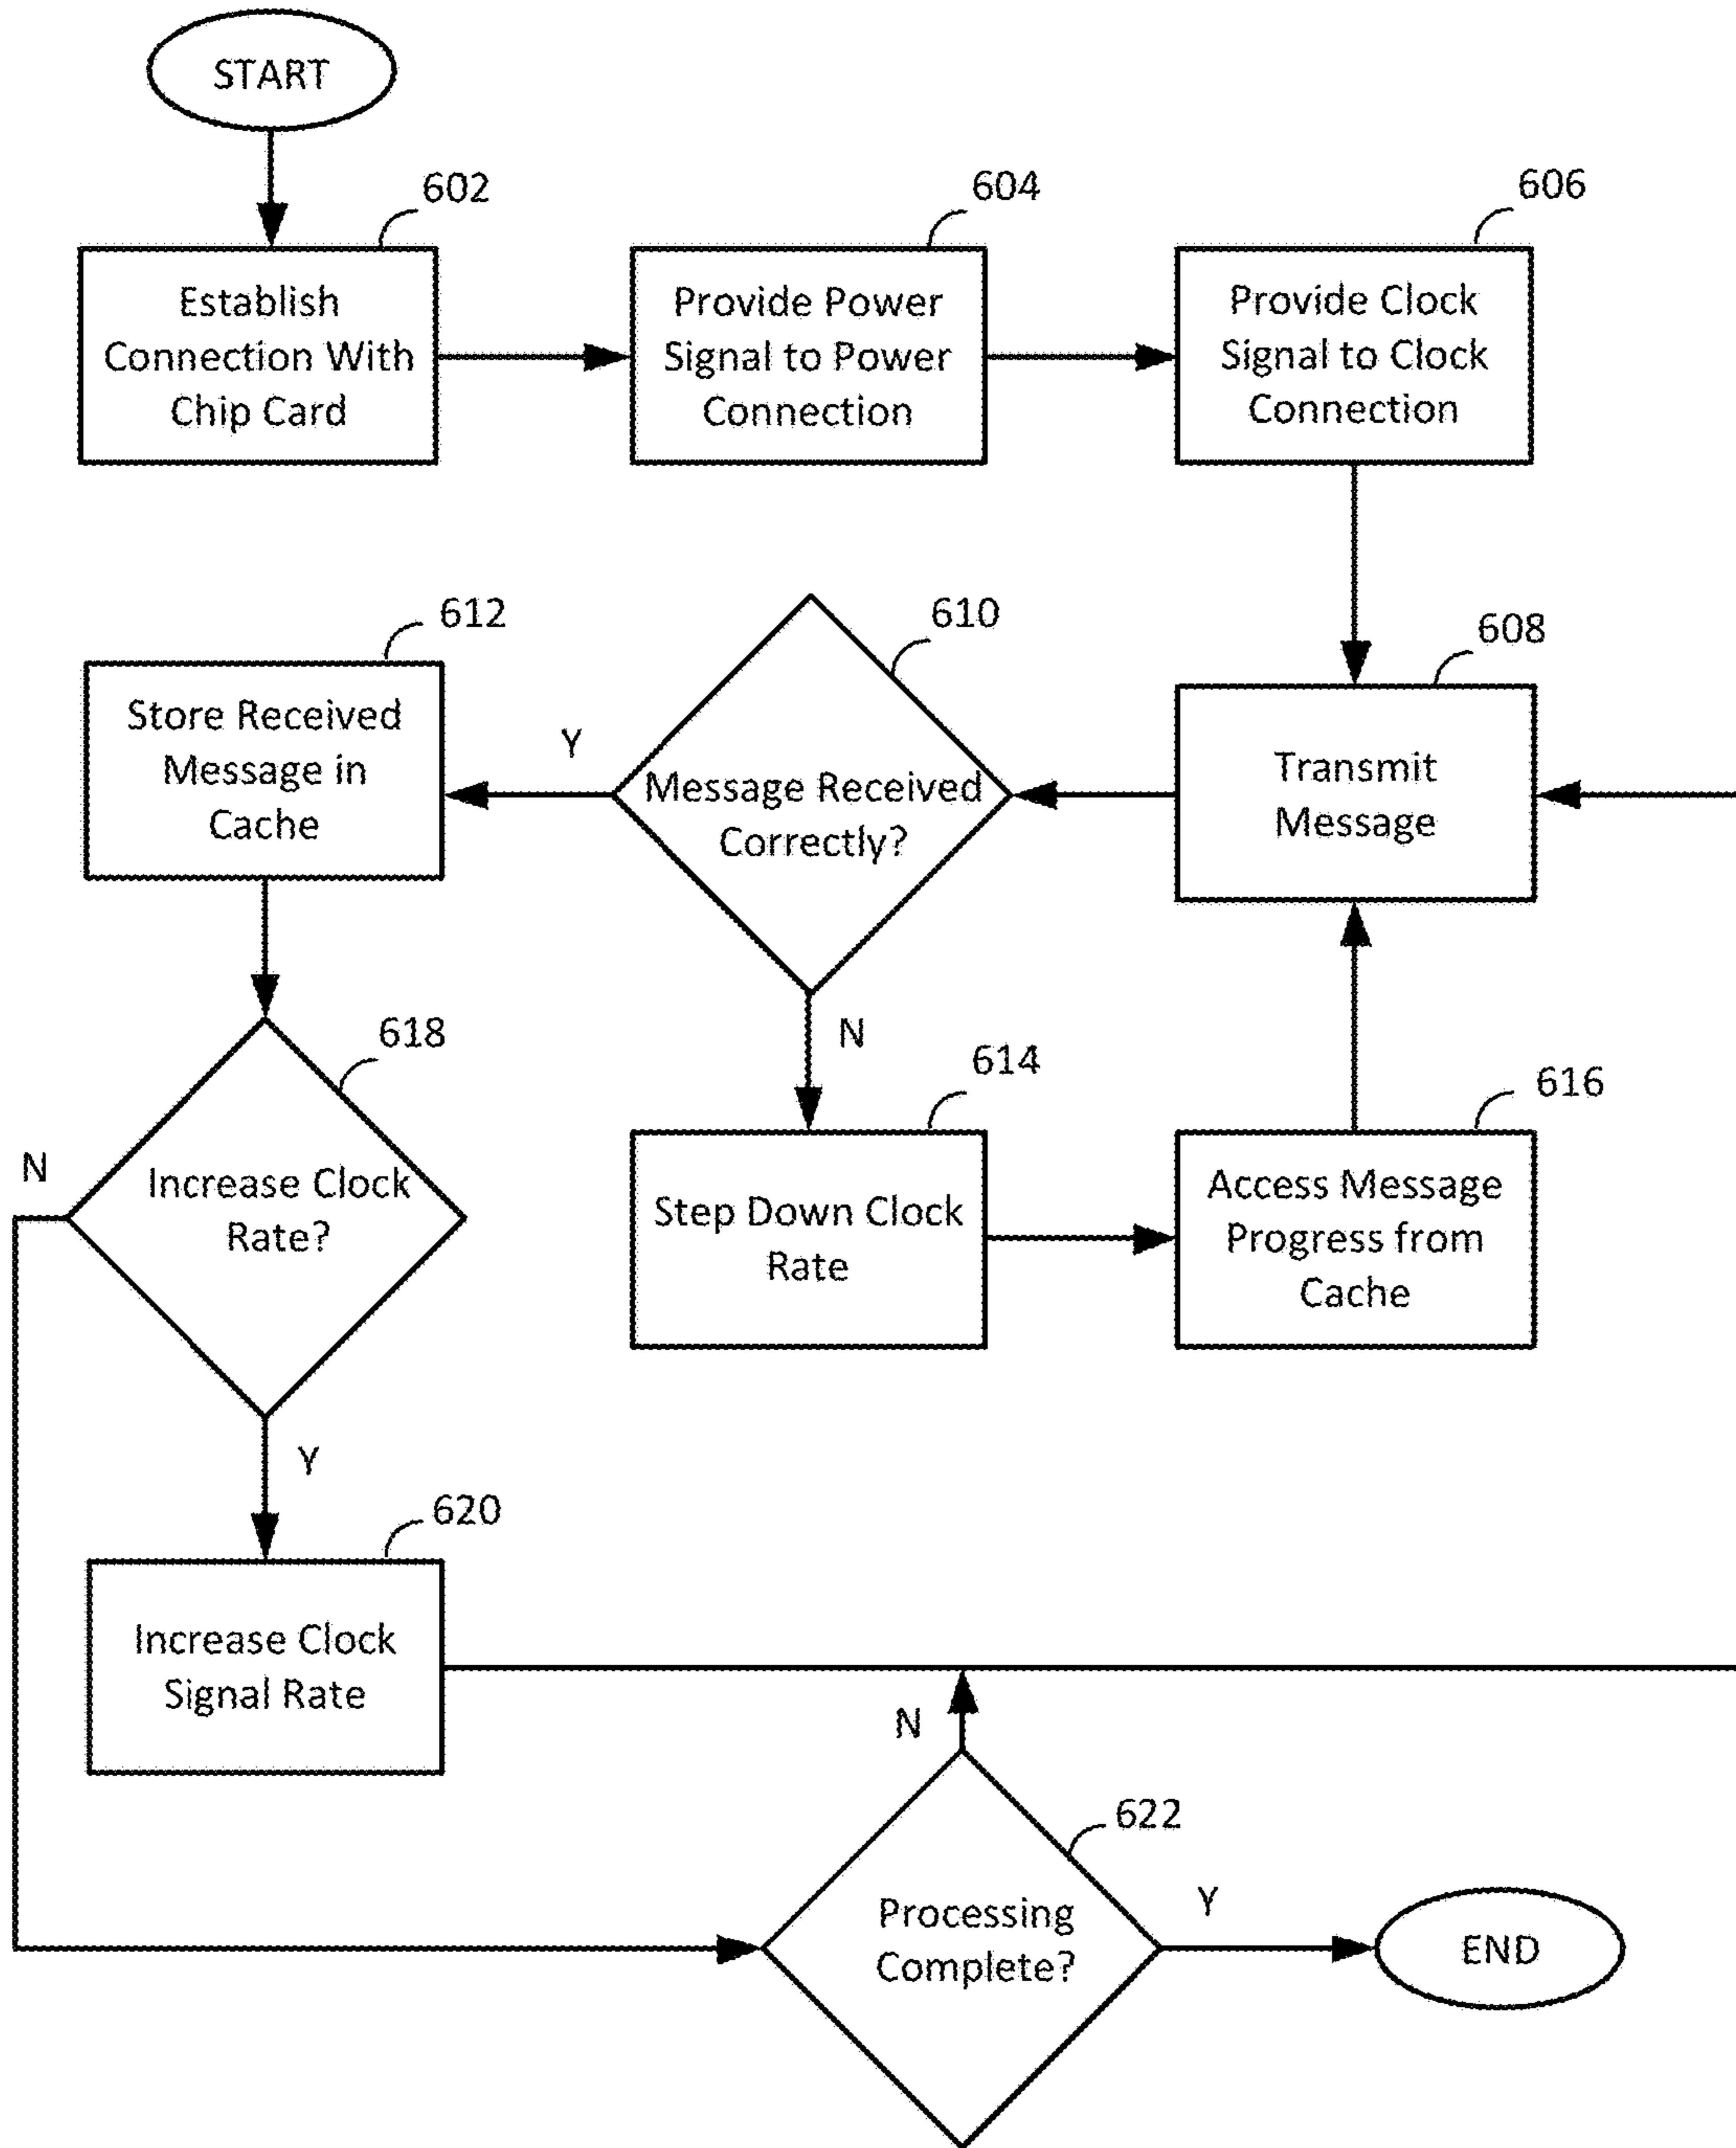 START
602
Establish
Connection With
Chip Card
604
Provide Power
Signal to Power
Connection
606
Provide Clock
Signal to Clock
Connection
608
Transmit
Message
610
Message Received
Correctly?
Y
N
612
Store Received
Message in
Cache
614
Step Down Clock
Rate
616
Access Message
Progress from
Cache
618
Increase Clock
Rate?
N
Y
620
Increase Clock
Signal Rate
622
Processing
Complete?
N
Y
END